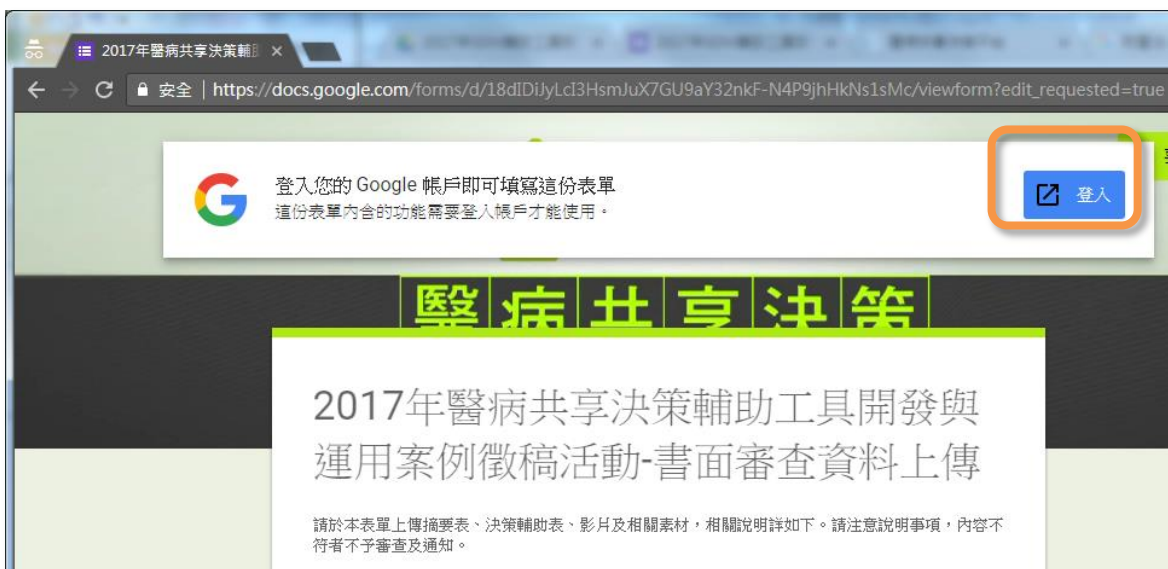 2017年醫病共享決策輔
安全 | https://docs.google.com/forms/d/18dIDiJyLcI3HsmJuX7GU9aY32nkF-N4P9jhHkNs1sMc/viewform?edit_requested=true
登入您的 Google 帳戶即可填寫這份表單
這份表單內含的功能需要登入帳戶才能使用。
登入
醫病共享決策
2017年醫病共享決策輔助工具開發與
運用案例徵稿活動-書面審查資料上傳
請於本表單上傳摘要表、決策輔助表、影片及相關素材，相關說明詳如下。請注意說明事項，內容不
符者不予審查及通知。